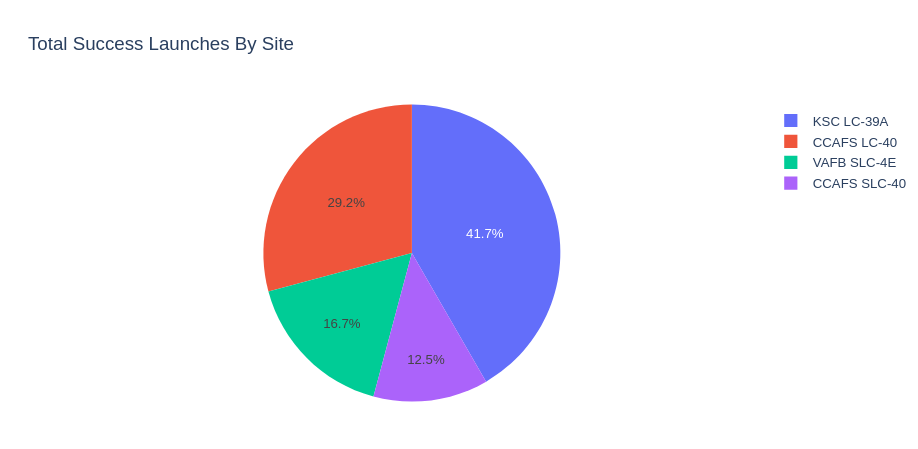 Total Success Launches By Site
KSC LC-39A
CCAFS LC-40
VAFB SLC-4E
CCAFS SLC-40
29.2%
41.7%
16.7%
12.5%